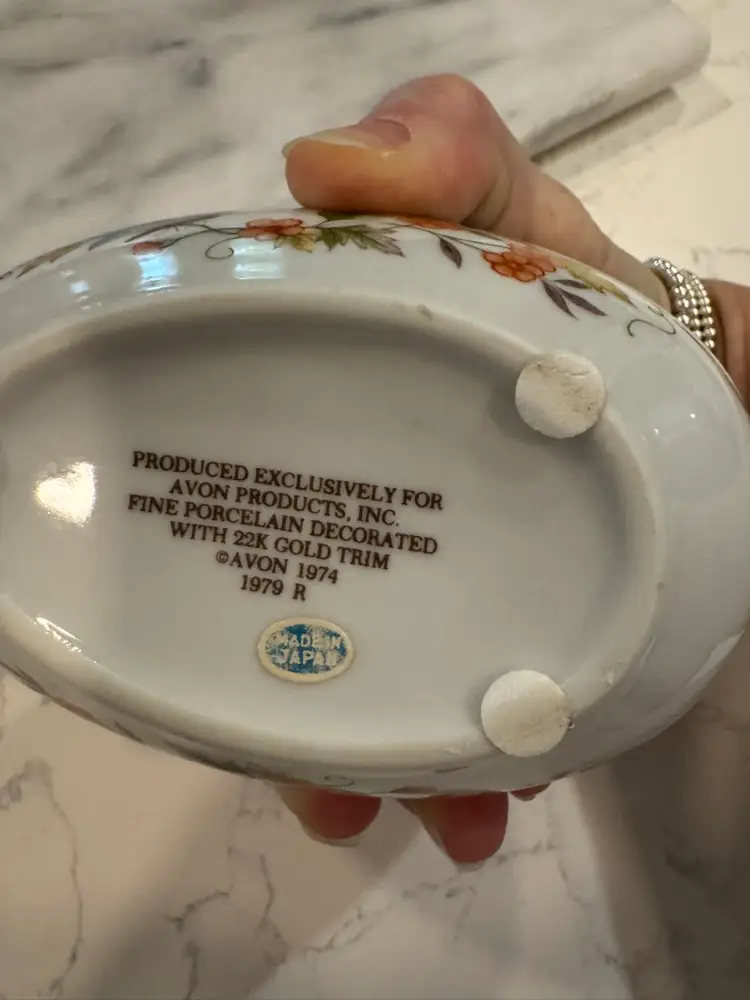 PRODUCED EXCLUSIVELY FOR
AVON PRODUCTS, INC.
FINE PORCELAIN DECORATED
WITH 22K GOLD TRIM
©AVON 1974
1979 R
MADE IN
JAPAN